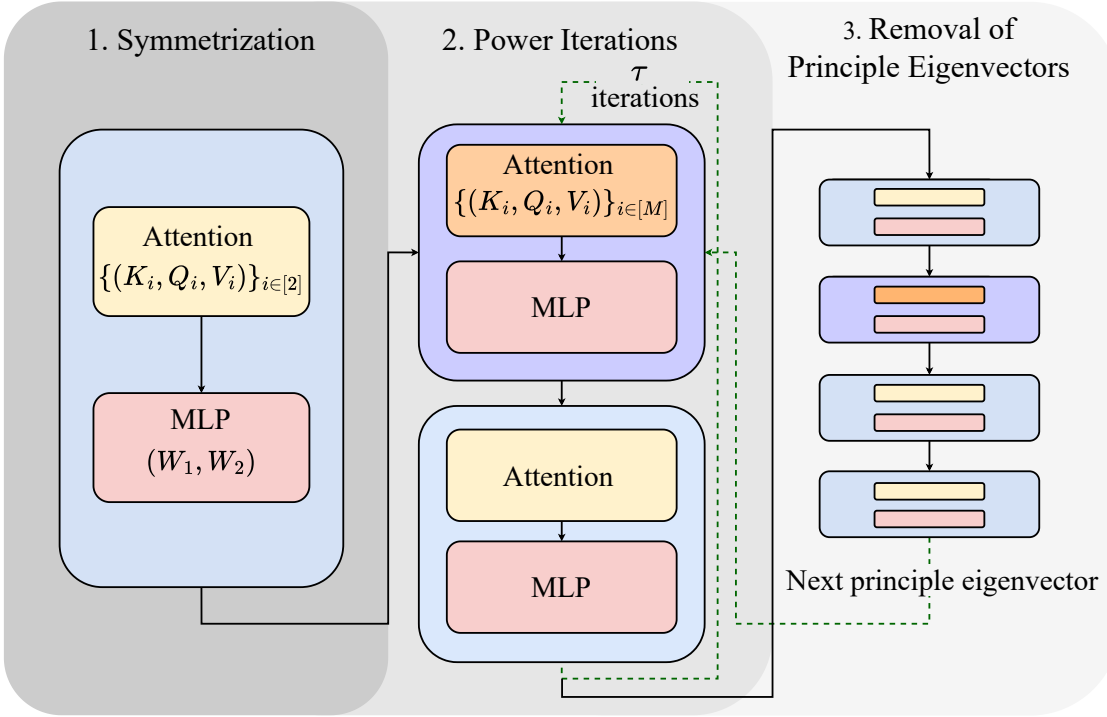 1. Symmetrization
Attention
{(K_i, Q_i, V_i)}_{i∈[2]}
MLP
(W_1, W_2)
2. Power Iterations
τ
iterations
Attention
{(K_i, Q_i, V_i)}_{i∈[M]}
MLP
Attention
MLP
3. Removal of
Principle Eigenvectors
Next principle eigenvector